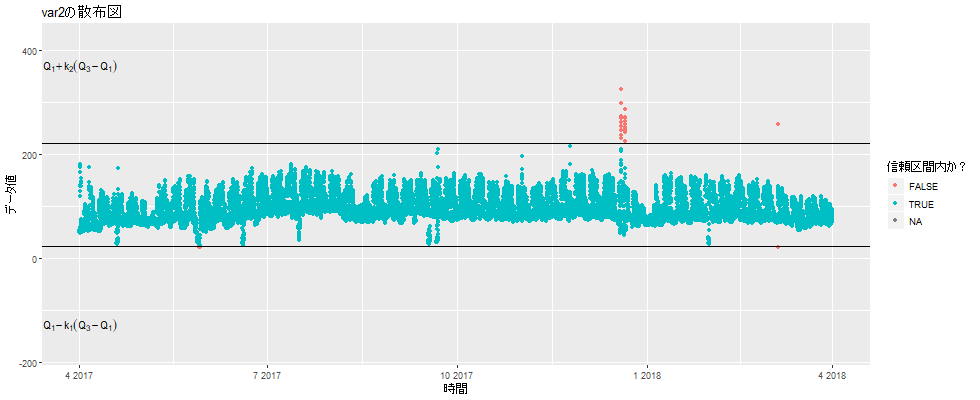 var2の散布図
データ値
400
200
0
-200
Q₁+k₂(Q₃−Q₁)
Q₁−k₁(Q₃−Q₁)
4 2017
7 2017
10 2017
1 2018
4 2018
時間
信頼区間内か？
FALSE
TRUE
NA